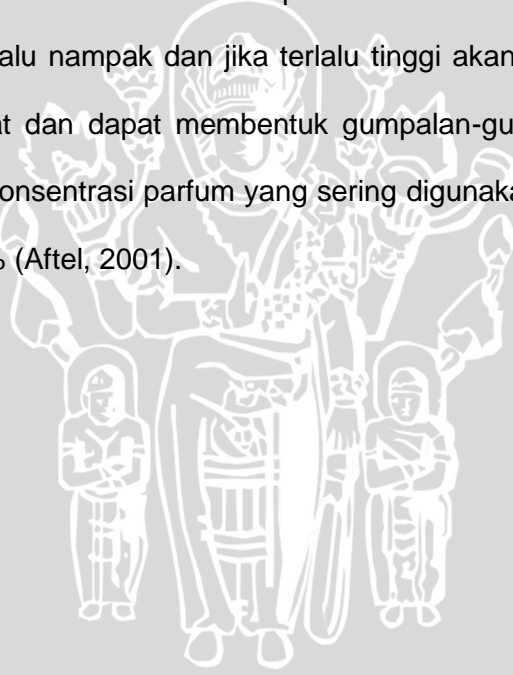 alu nampak dan jika terlalu tinggi akan
at dan dapat membentuk gumpalan-gu
onsentrasi parfum yang sering digunaka
% (Aftel, 2001).